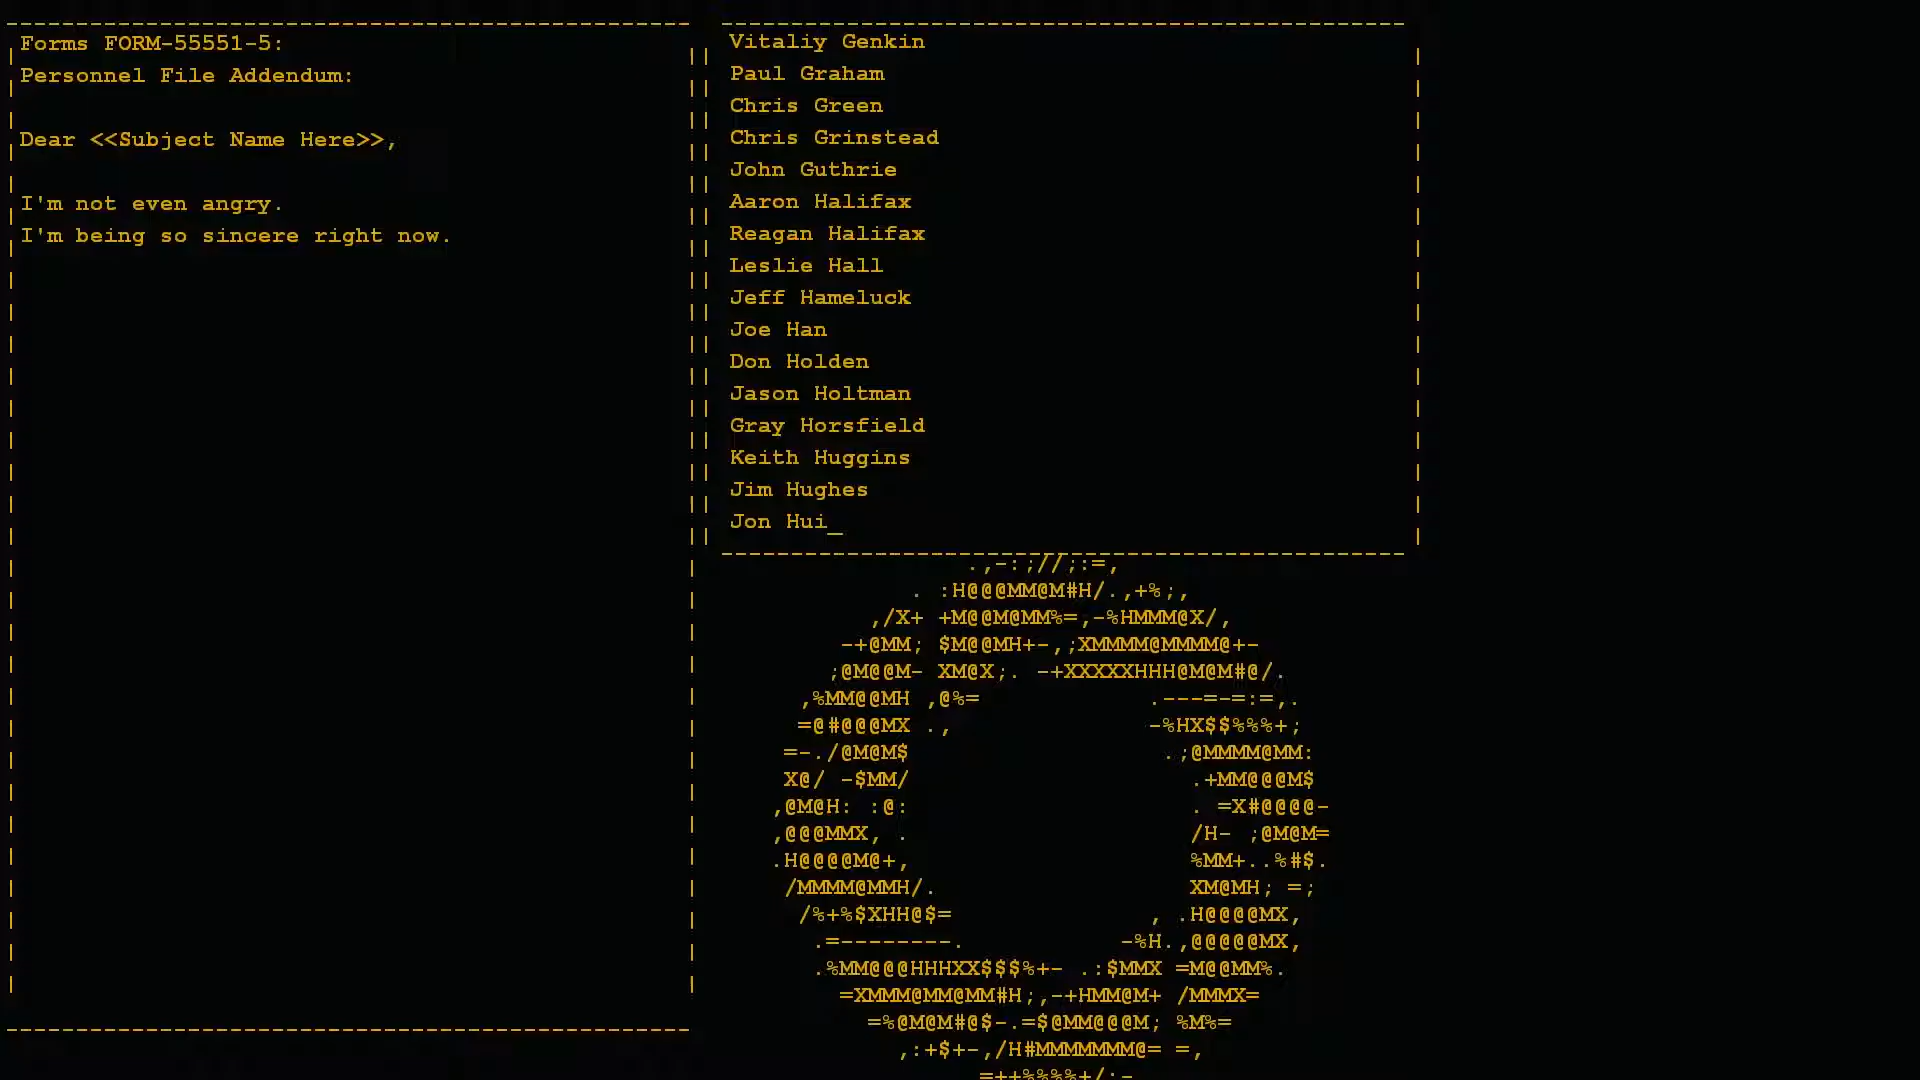 Forms FORM-55551-5:
Personnel File Addendum:
Dear <<Subject Name Here>>,
I'm not even angry.
I'm being so sincere right now.
Vitaliy Genkin
Paul Graham
Chris Green
Chris Grinstead
John Guthrie
Aaron Halifax
Reagan Halifax
Leslie Hall
Jeff Hameluck
Joe Han
Don Holden
Jason Holtman
Gray Horsfield
Keith Huggins
Jim Hughes
Jon Hui_